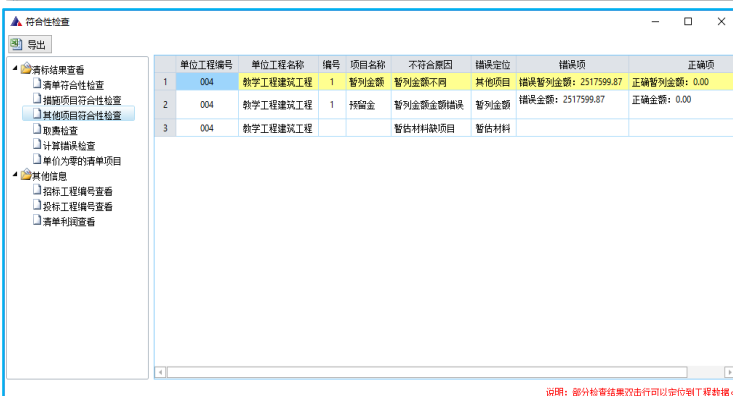 符合性检查
导出
清标结果查看
清单符合性检查
措施项目符合性检查
其他项目符合性检查
取费检查
计算错误检查
单价为零的清单项目
其他信息
招标工程编号查看
投标工程编号查看
清单利润查看
单位工程编号 单位工程名称 编号 项目名称 不符合原因 错误定位 错误项 正确项
1 004 教学工程建筑工程 1 暂列金额 暂列金额不同 其他项目 错误暂列金额：2517599.87 正确暂列金额：0.00
2 004 教学工程建筑工程 1 预留金 暂列金额金额错误 暂列金额 错误金额：2517599.87 正确金额：0.00
3 004 教学工程建筑工程 暂估材料缺项目 暂估材料
说明：部分检查结果双击行可以定位到工程数据